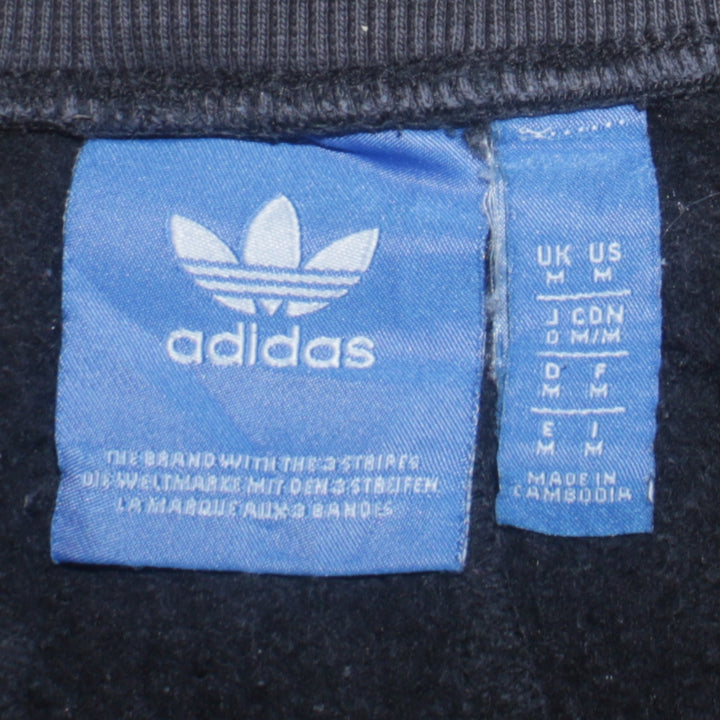 adidas
THE BRAND WITH THE 3 STRIPES
DIE WELTMARKE MIT DEN 3 STREIFEN
LA MARQUE AUX 3 BANDES
UK US
M M
J CDN
O M/M
D F
M M
E I
M M
MADE IN
CAMBODIA